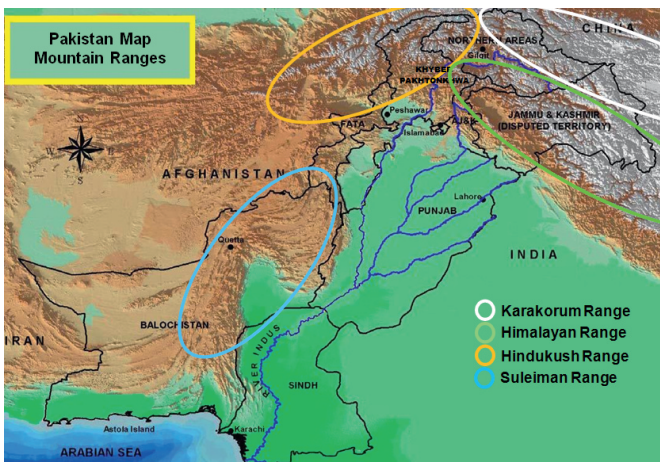 Pakistan Map
Mountain Ranges
CHINA
NORTHERN AREAS
Gilgit
KHYBER
PAKHTONKHWA
Peshawar
FATA
AJ&K
Islamabad
JAMMU & KASHMIR
(DISPUTED TERRITORY)
N
W
E
S
AFGHANISTAN
Lahore
PUNJAB
Quetta
INDIA
Karakorum Range
Himalayan Range
Hindukush Range
Suleiman Range
BALOCHISTAN
IRAN
RIVER INDUS
SINDH
Astola Island
Karachi
ARABIAN SEA